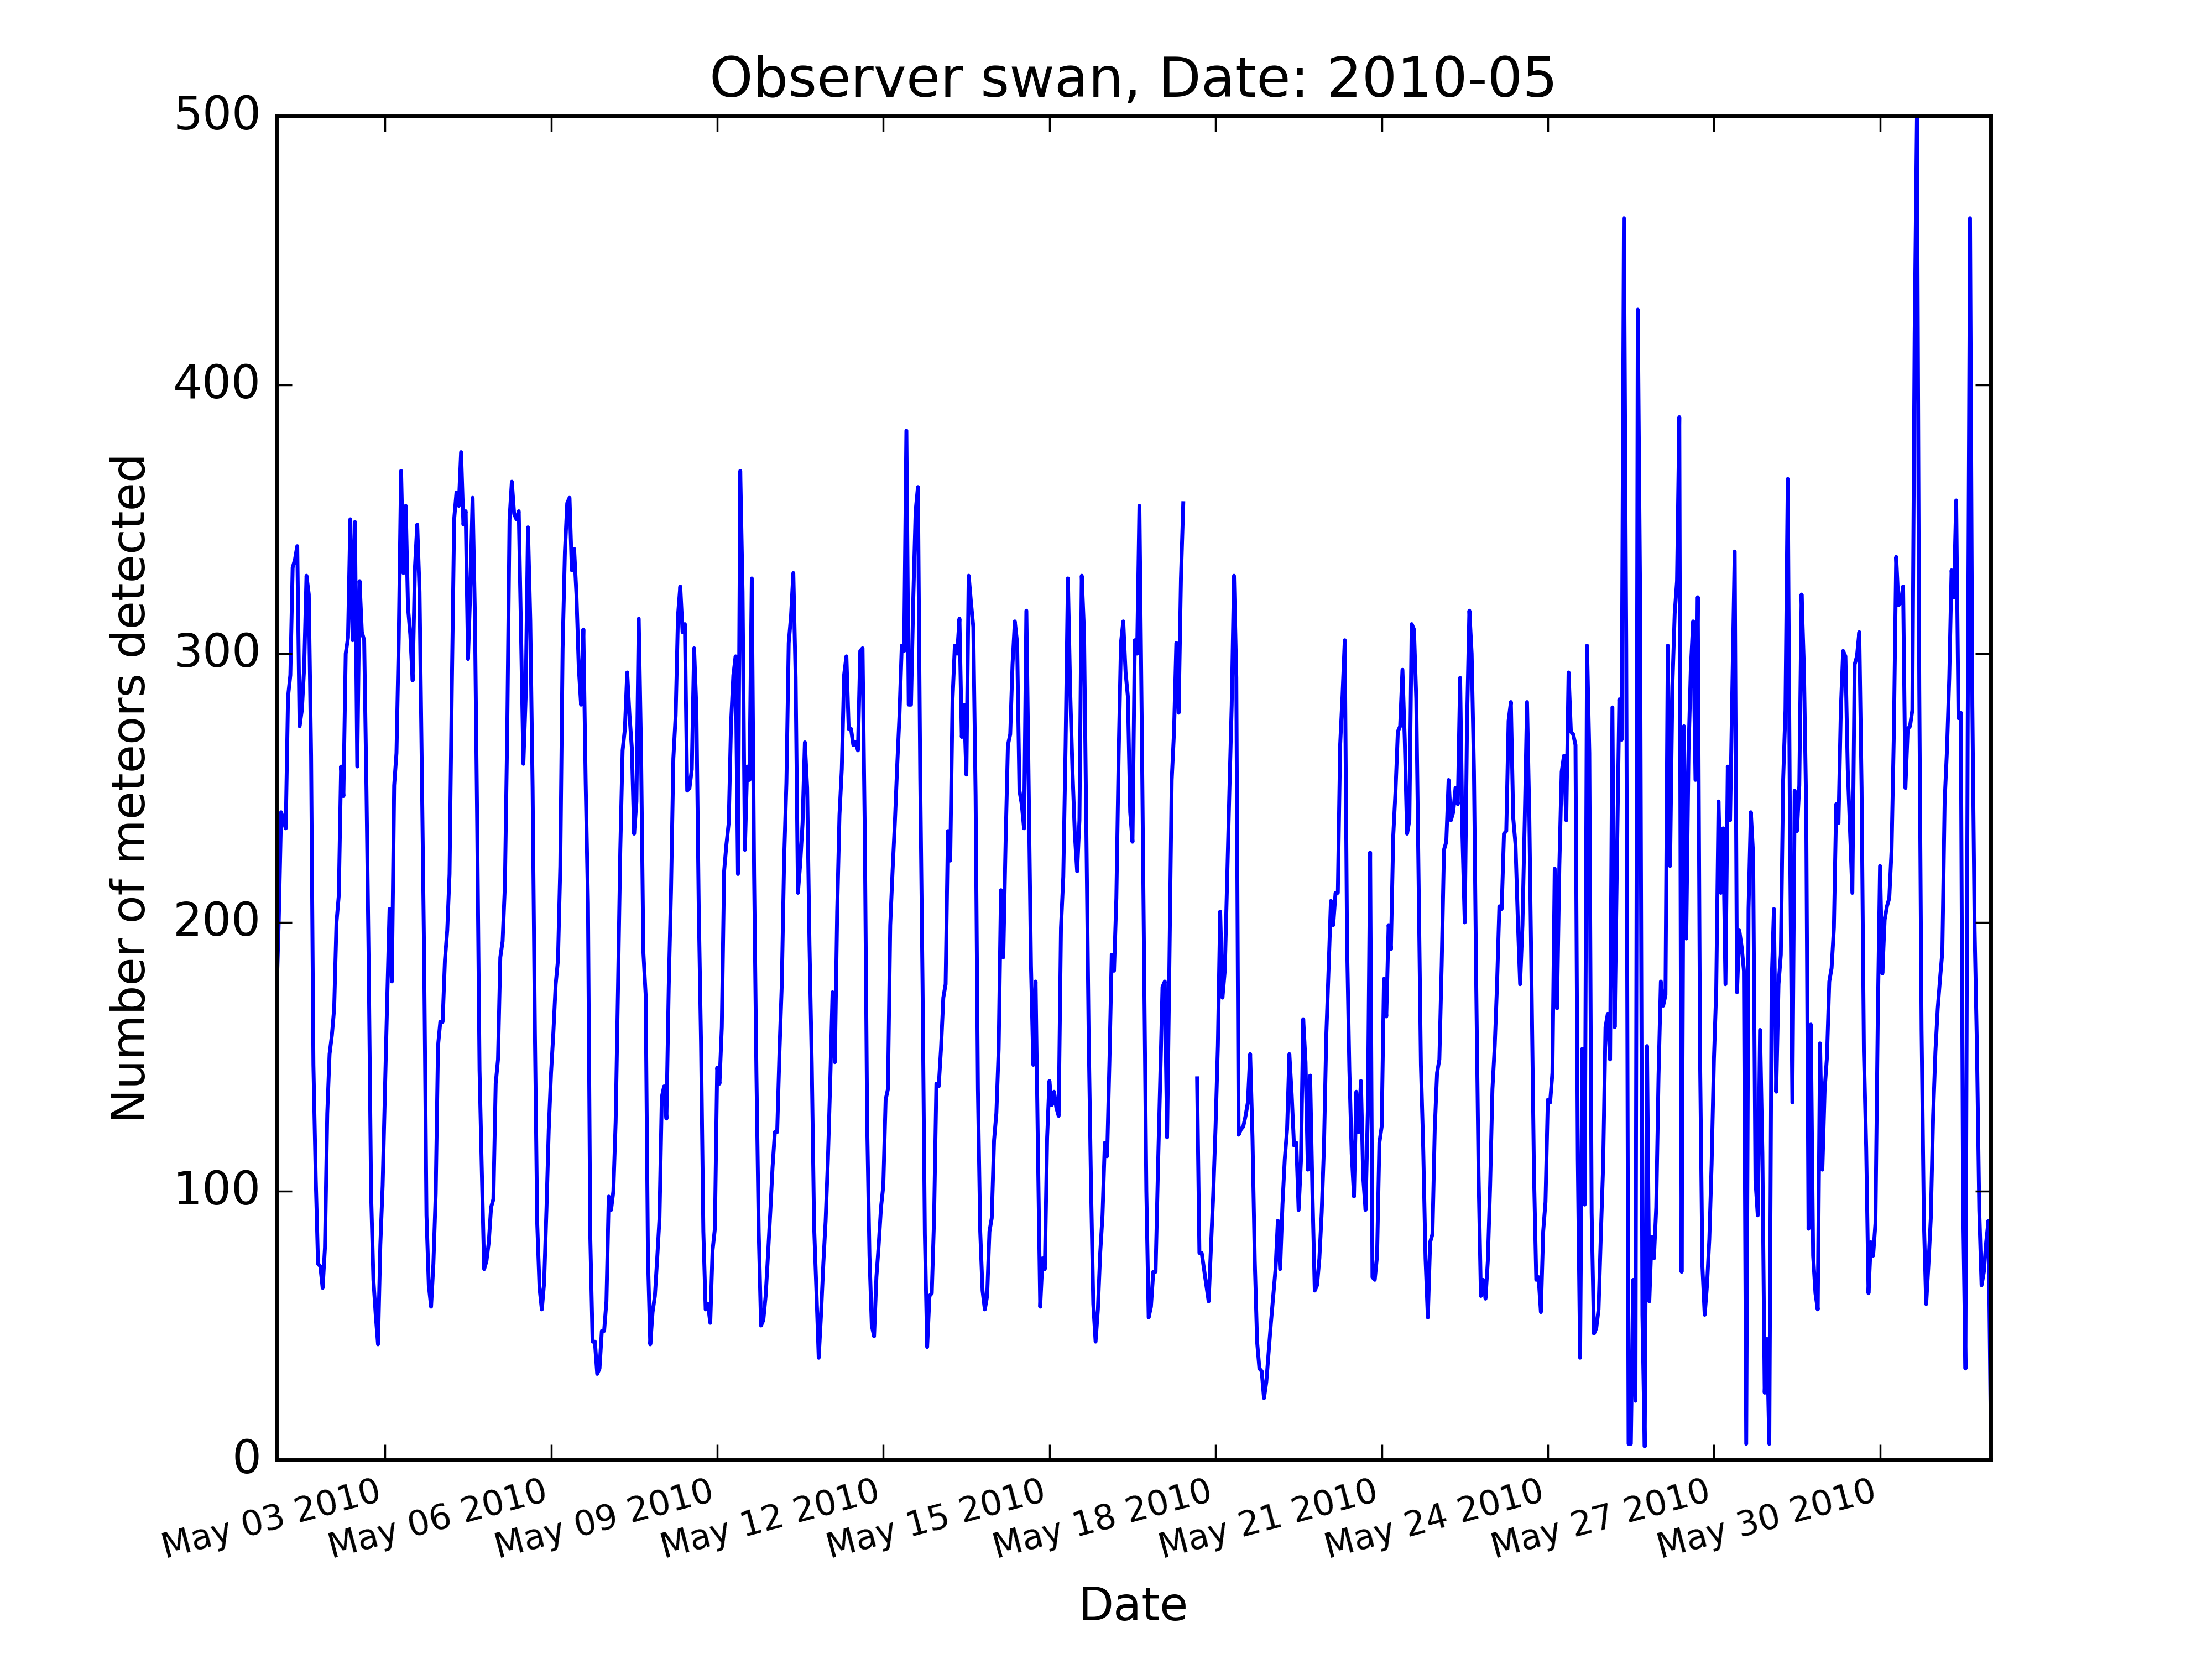 Observer swan, Date: 2010-05
Number of meteors detected
500
400
300
200
100
0
May 03 2010
May 06 2010
May 09 2010
May 12 2010
May 15 2010
May 18 2010
May 21 2010
May 24 2010
May 27 2010
May 30 2010
Date